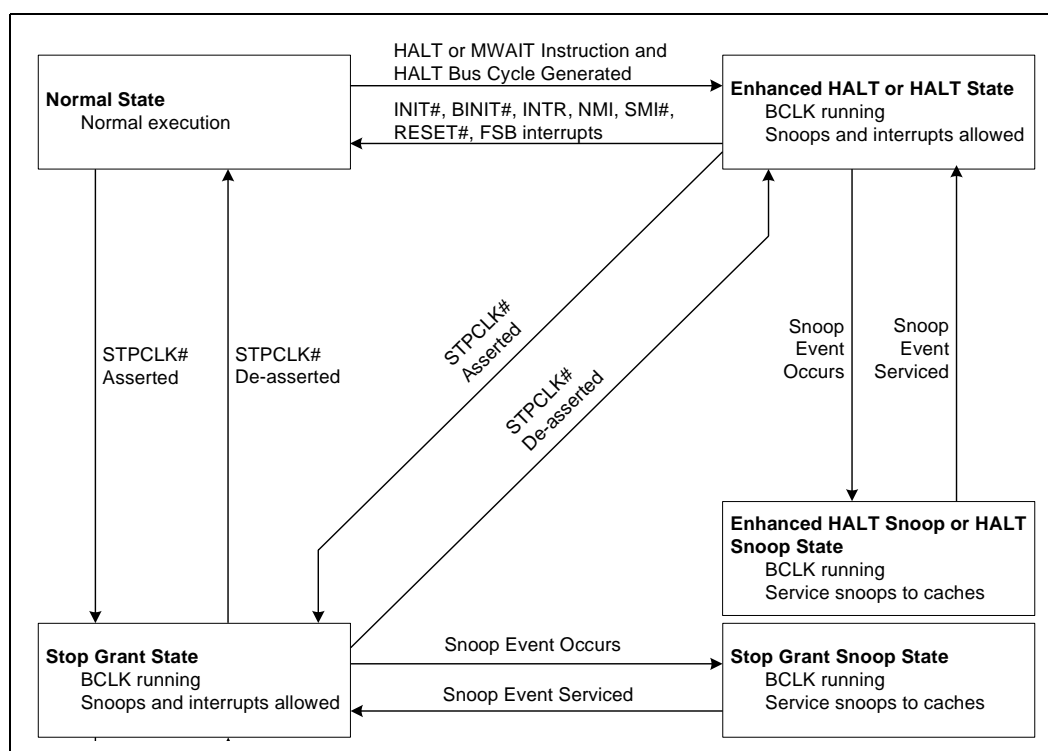 HALT or MWAIT Instruction and
HALT Bus Cycle Generated
Normal State
Normal execution
INIT#, BINIT#, INTR, NMI, SMI#,
RESET#, FSB interrupts
Enhanced HALT or HALT State
BCLK running
Snoops and interrupts allowed
STPCLK#
Asserted
STPCLK#
De-asserted
STPCLK#
Asserted
STPCLK#
De-asserted
Snoop
Event
Occurs
Snoop
Event
Serviced
Enhanced HALT Snoop or HALT
Snoop State
BCLK running
Service snoops to caches
Stop Grant State
BCLK running
Snoops and interrupts allowed
Snoop Event Occurs
Snoop Event Serviced
Stop Grant Snoop State
BCLK running
Service snoops to caches